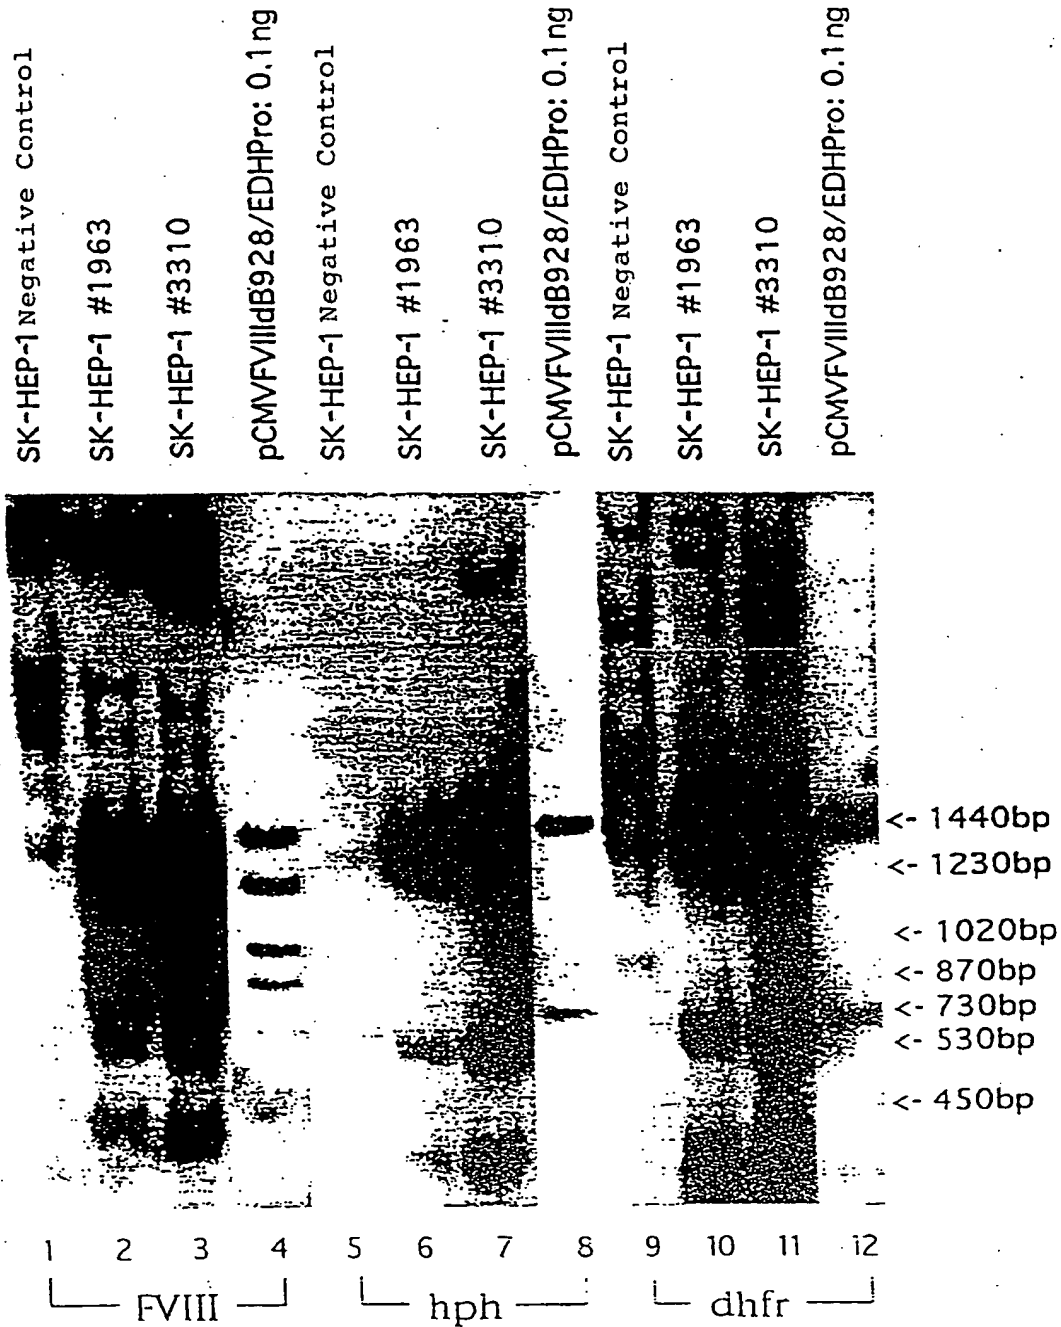 SK-HEP-1 Negative Control
SK-HEP-1 #1963
SK-HEP-1 #3310
pCMVFVIIIdB928/EDHPro: 0.1ng
SK-HEP-1 Negative Control
SK-HEP-1 #1963
SK-HEP-1 #3310
pCMVFVIIIdB928/EDHPro: 0.1ng
SK-HEP-1 Negative Control
SK-HEP-1 #1963
SK-HEP-1 #3310
pCMVFVIIIdB928/EDHPro: 0.1ng
<- 1440bp
<- 1230bp
<- 1020bp
<- 870bp
<- 730bp
<- 530bp
<- 450bp
1 2 3 4 5 6 7 8 9 10 11 12
FVIII hph dhfr